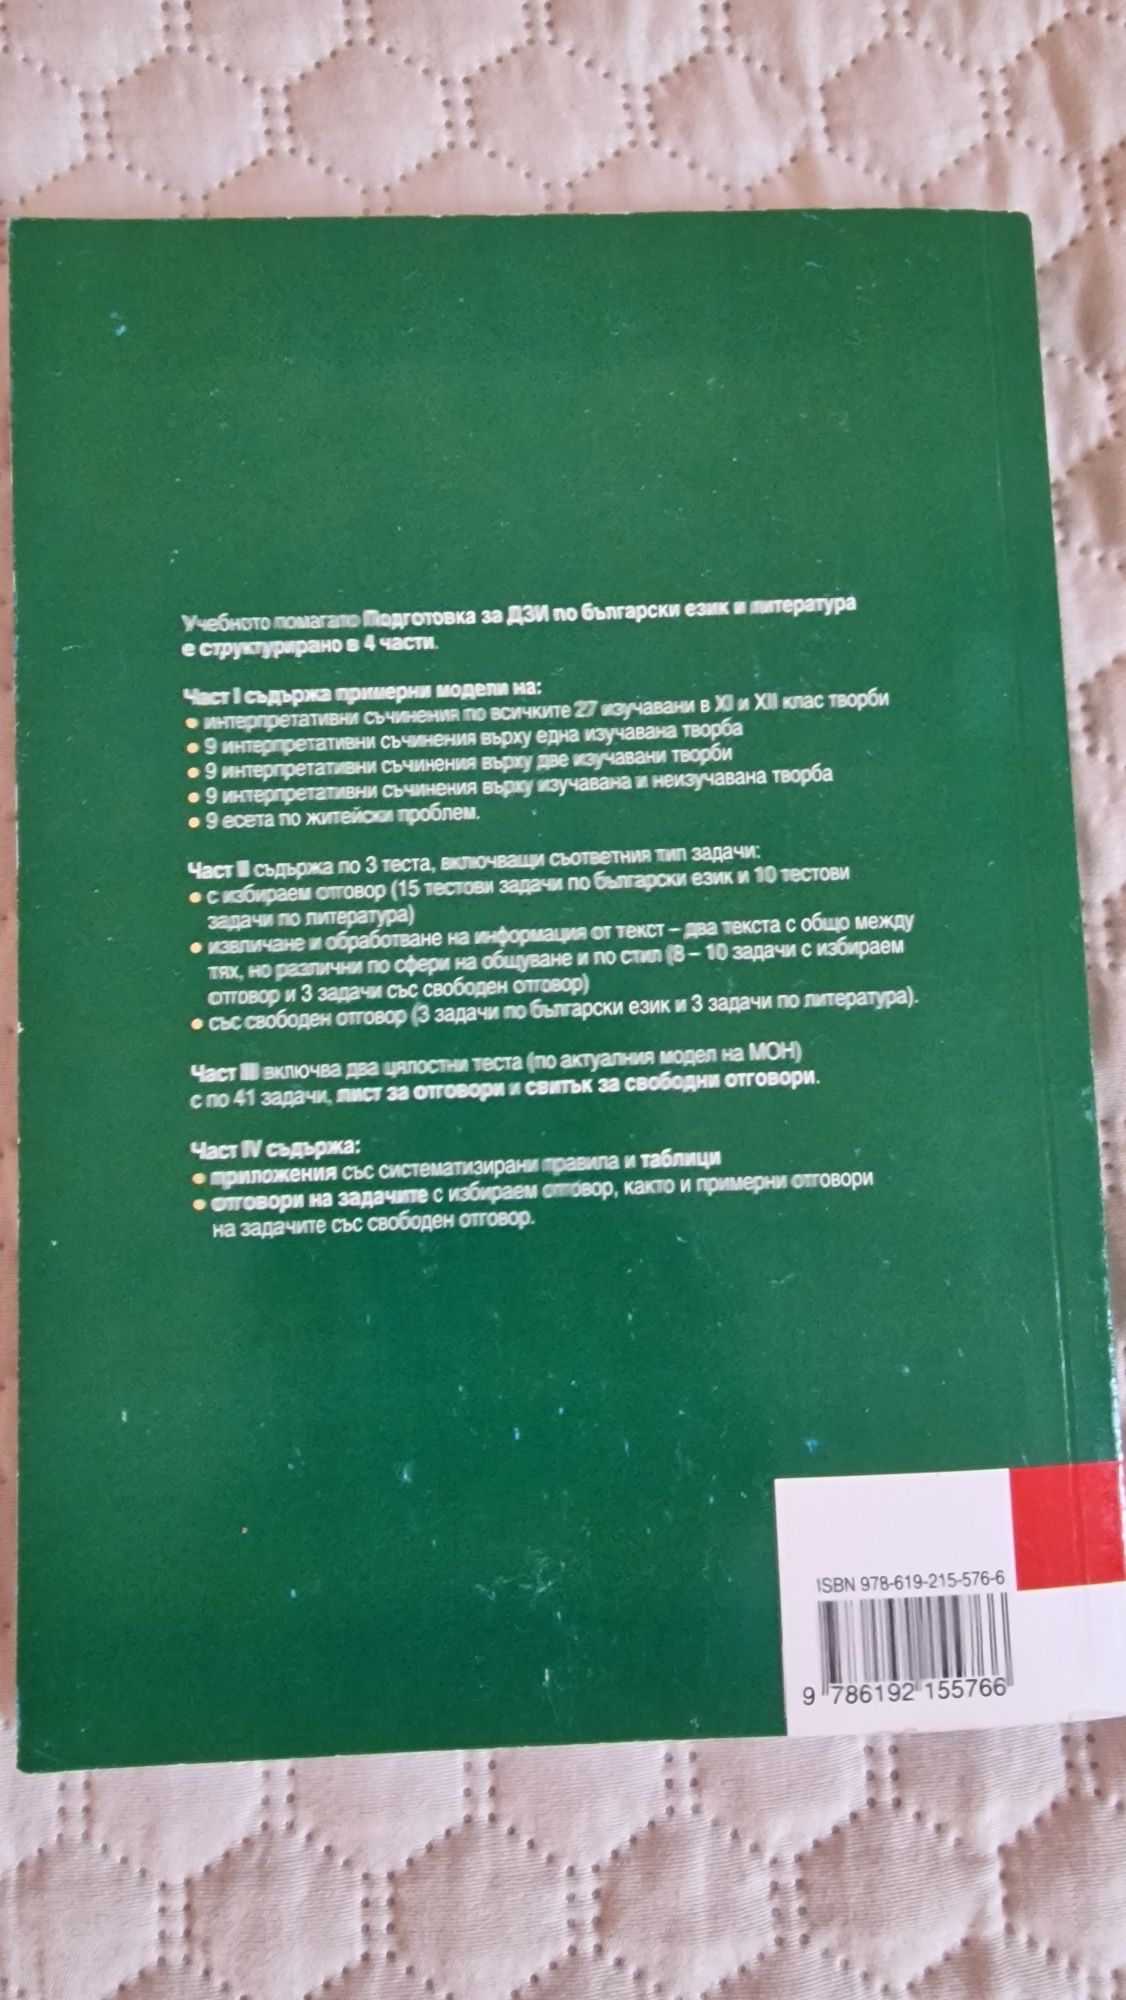 Учебното помагало Подготовка за ДЗИ по български език и литература
е структурирано в 4 части.
Част I съдържа примерни модели на:
• интерпретативни съчинения по всичките 27 изучавани в XI и XII клас творби
• 9 интерпретативни съчинения върху една изучавана творба
• 9 интерпретативни съчинения върху две изучавани творби
• 9 интерпретативни съчинения върху изучавана и неизучавана творба
• 9 есета по житейски проблем.
Част II съдържа по 3 теста, включващи съответния тип задачи:
• с избираем отговор (15 тестови задачи по български език и 10 тестови
задачи по литература)
• извличане и обработване на информация от текст – два текста с общо между
тях, но различни по сфери на общуване и по стил (8 – 10 задачи с избираем
отговор и 3 задачи със свободен отговор)
• със свободен отговор (3 задачи по български език и 3 задачи по литература).
Част III включва два цялостни теста (по актуалния модел на МОН)
с по 41 задачи, лист за отговори и свитък за свободни отговори.
Част IV съдържа:
• приложения със систематизирани правила и таблици
• отговори на задачите с избираем отговор, както и примерни отговори
на задачите със свободен отговор.
ISBN 978-619-215-576-6
9 786192 155766